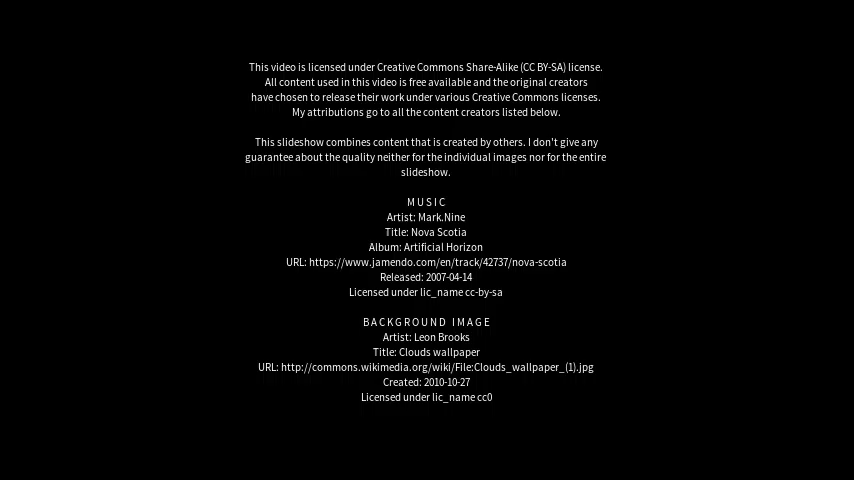 This video is licensed under Creative Commons Share-Alike (CC BY-SA) license.
All content used in this video is free available and the original creators
have chosen to release their work under various Creative Commons licenses.
My attributions go to all the content creators listed below.
This slideshow combines content that is created by others. I don't give any
guarantee about the quality neither for the individual images nor for the entire
slideshow.
MUSIC
Artist: Mark.Nine
Title: Nova Scotia
Album: Artificial Horizon
URL: https://www.jamendo.com/en/track/42737/nova-scotia
Released: 2007-04-14
Licensed under lic_name cc-by-sa
BACKGROUND IMAGE
Artist: Leon Brooks
Title: Clouds wallpaper
URL: http://commons.wikimedia.org/wiki/File:Clouds_wallpaper_(1).jpg
Created: 2010-10-27
Licensed under lic_name cc0